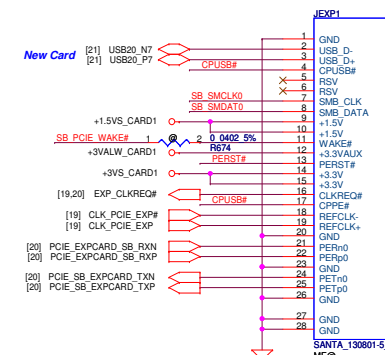 JEXP1
New Card
[21] USB20_N7
[21] USB20_P7
CPUSB#
SB_SMCLK0
SB_SMDAT0
+1.5VS_CARD1
SB_PCIE_WAKE# 1 @ 2 0_0402_5%
R674
+3VALW_CARD1
PERST#
+3VS_CARD1
[19,20] EXP_CLKREQ#
CPUSB#
[19] CLK_PCIE_EXP#
[19] CLK_PCIE_EXP
[20] PCIE_EXPCARD_SB_RXN
[20] PCIE_EXPCARD_SB_RXP
[20] PCIE_SB_EXPCARD_TXN
[20] PCIE_SB_EXPCARD_TXP
1 GND
2 USB_D-
3 USB_D+
4 CPUSB#
5 RSV
6 RSV
7 SMB_CLK
8 SMB_DATA
9 +1.5V
10 +1.5V
11 WAKE#
12 +3.3VAUX
13 PERST#
14 +3.3V
15 +3.3V
16 CLKREQ#
17 CPPE#
18 REFCLK-
19 REFCLK+
20 GND
21 PERn0
22 PERp0
23 GND
24 PETn0
25 PETp0
26 GND
27 GND
28 GND
SANTA_130801-5
ME@